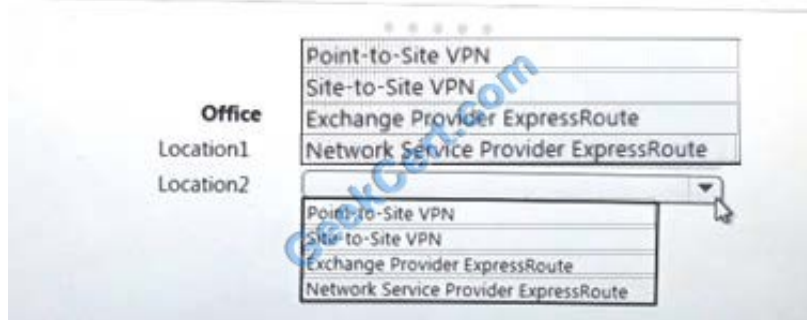 Point-to-Site VPN
Site-to-Site VPN
Office
Exchange Provider ExpressRoute
Location1
Network Service Provider ExpressRoute
Location2
Point-to-Site VPN
Site-to-Site VPN
Exchange Provider ExpressRoute
Network Service Provider ExpressRoute
GeekCert.com